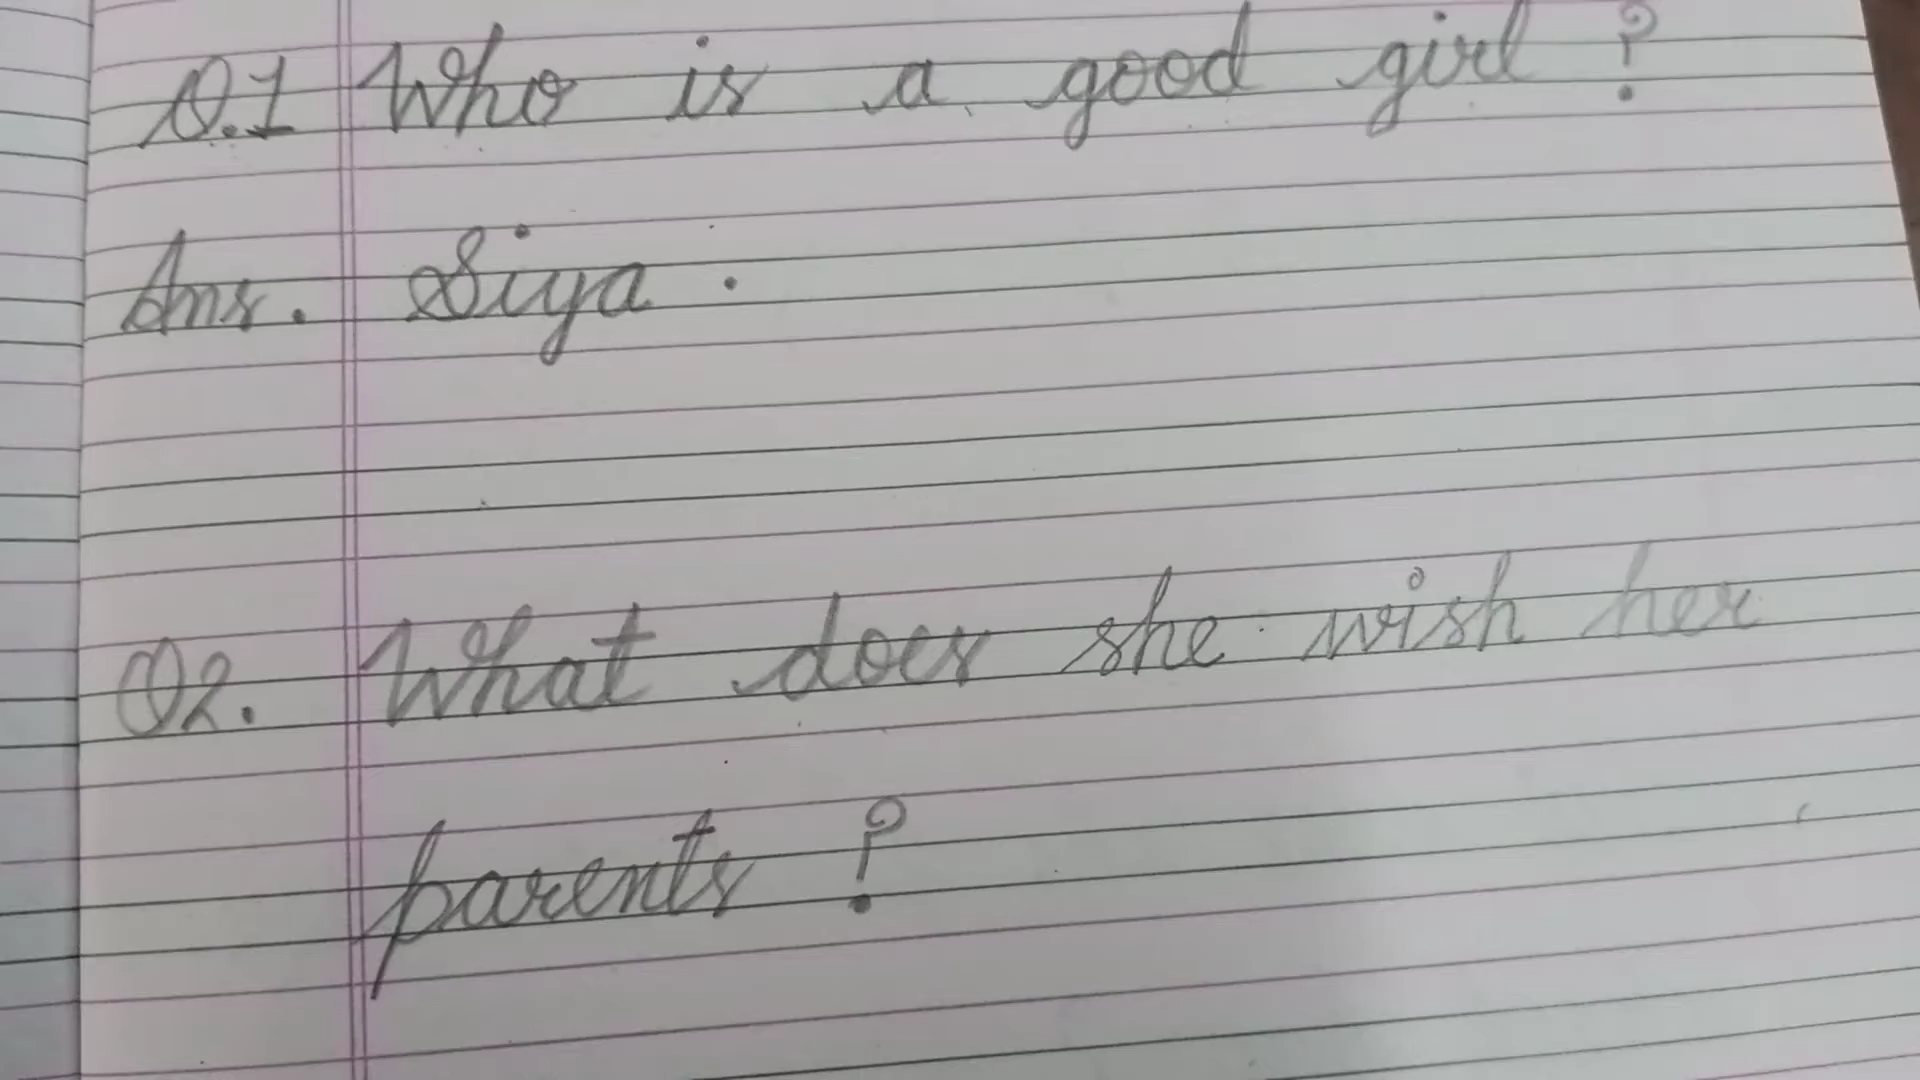 Q.1 Who is a good girl ?
Ans. Siya .
Q2. What does she wish her
parents ?